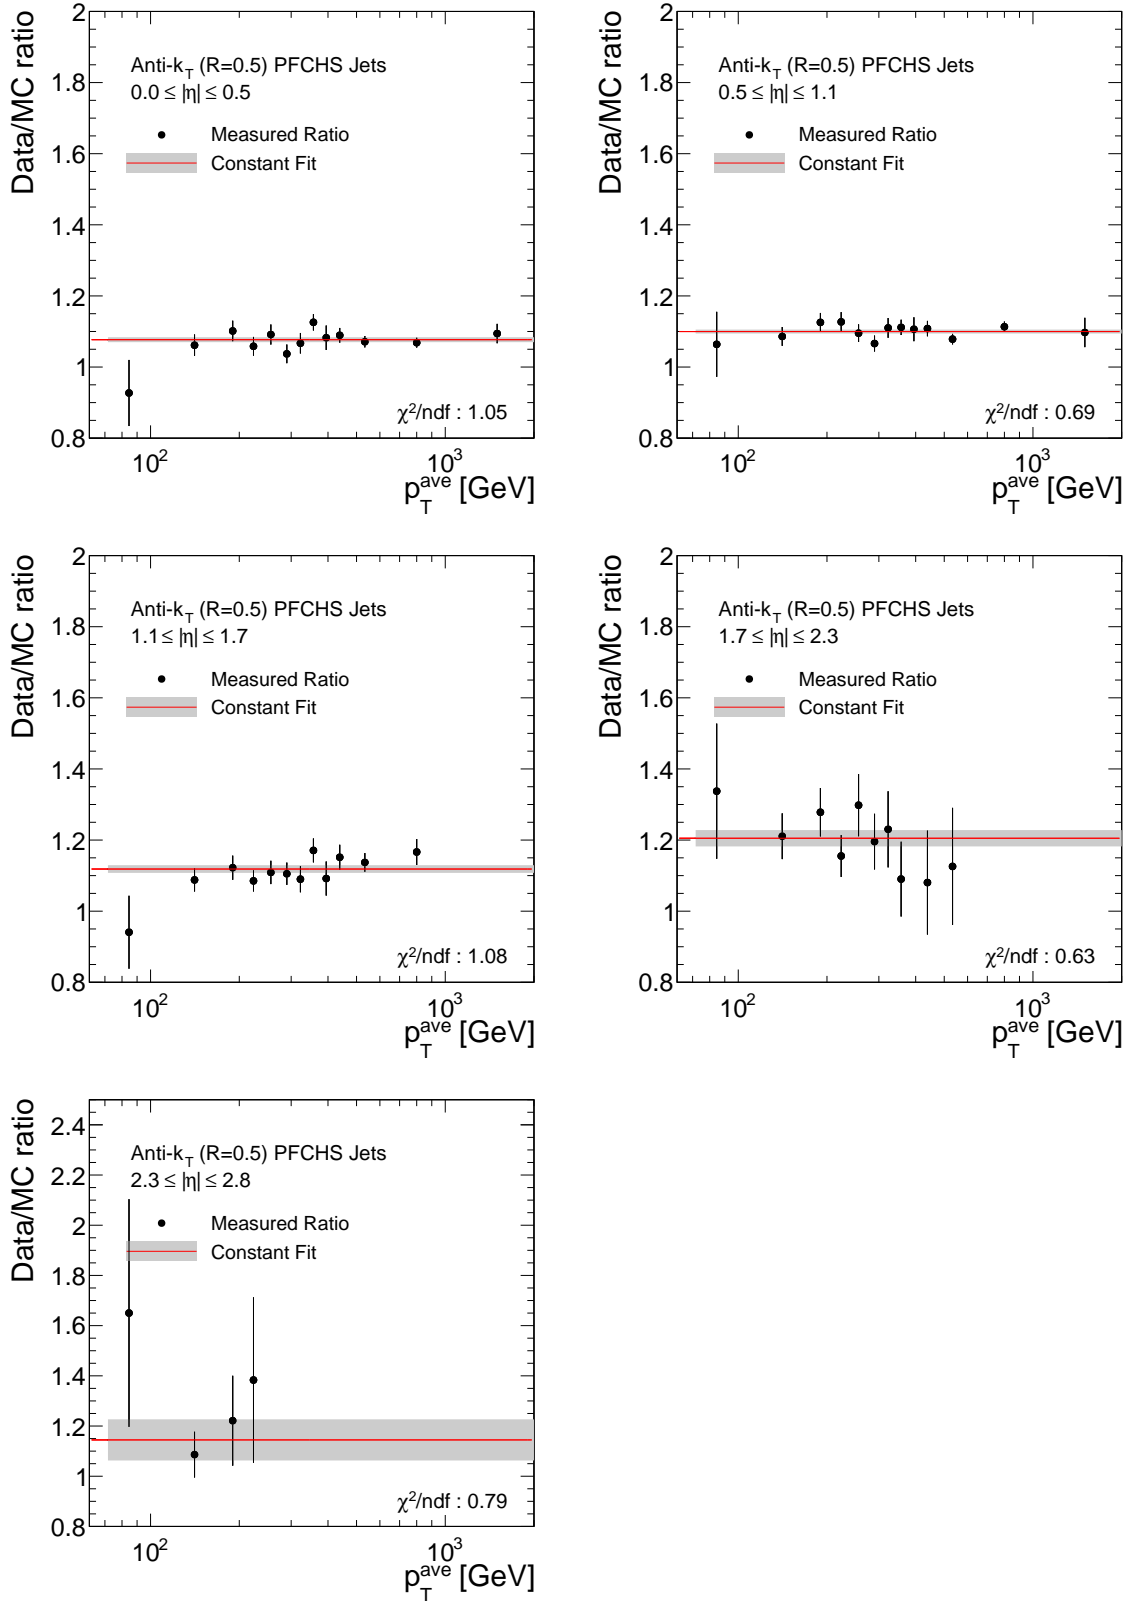 Data/MC ratio
2
1.8
1.6
1.4
1.2
1
0.8
Anti-k_T (R=0.5) PFCHS Jets
0.0 ≤ |η| ≤ 0.5
Measured Ratio
Constant Fit
χ²/ndf : 1.05
10² 10³
p_T^ave [GeV]
Data/MC ratio
2
1.8
1.6
1.4
1.2
1
0.8
Anti-k_T (R=0.5) PFCHS Jets
0.5 ≤ |η| ≤ 1.1
Measured Ratio
Constant Fit
χ²/ndf : 0.69
10² 10³
p_T^ave [GeV]
Data/MC ratio
2
1.8
1.6
1.4
1.2
1
0.8
Anti-k_T (R=0.5) PFCHS Jets
1.1 ≤ |η| ≤ 1.7
Measured Ratio
Constant Fit
χ²/ndf : 1.08
10² 10³
p_T^ave [GeV]
Data/MC ratio
2
1.8
1.6
1.4
1.2
1
0.8
Anti-k_T (R=0.5) PFCHS Jets
1.7 ≤ |η| ≤ 2.3
Measured Ratio
Constant Fit
χ²/ndf : 0.63
10² 10³
p_T^ave [GeV]
Data/MC ratio
2.4
2.2
2
1.8
1.6
1.4
1.2
1
0.8
Anti-k_T (R=0.5) PFCHS Jets
2.3 ≤ |η| ≤ 2.8
Measured Ratio
Constant Fit
χ²/ndf : 0.79
10² 10³
p_T^ave [GeV]